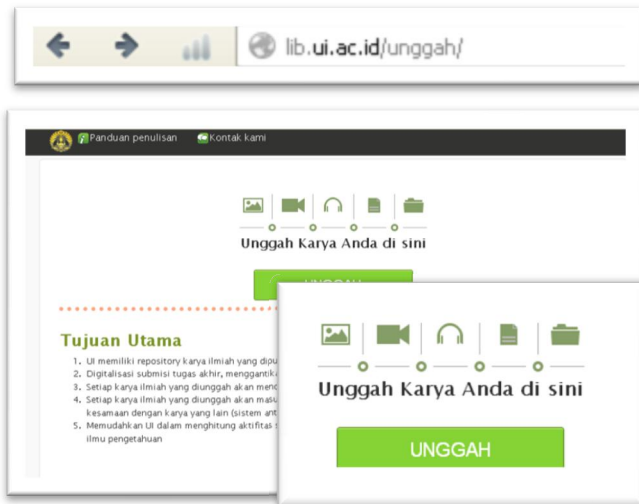 lib.ui.ac.id/unggah/
Panduan penulisan Kontak kami
Unggah Karya Anda di sini
UNGGAH
Tujuan Utama
1. UI memiliki repository karya ilmiah yang dipu
2. Digitalisasi submisi tugas akhir, menggantik
3. Setiap karya ilmiah yang diunggah akan menc
4. Setiap karya ilmiah yang diunggah akan masu
kesamaan dengan karya yang lain (sistem ant
5. Memudahkan UI dalam menghitung aktifitas
ilmu pengetahuan
Unggah Karya Anda di sini
UNGGAH